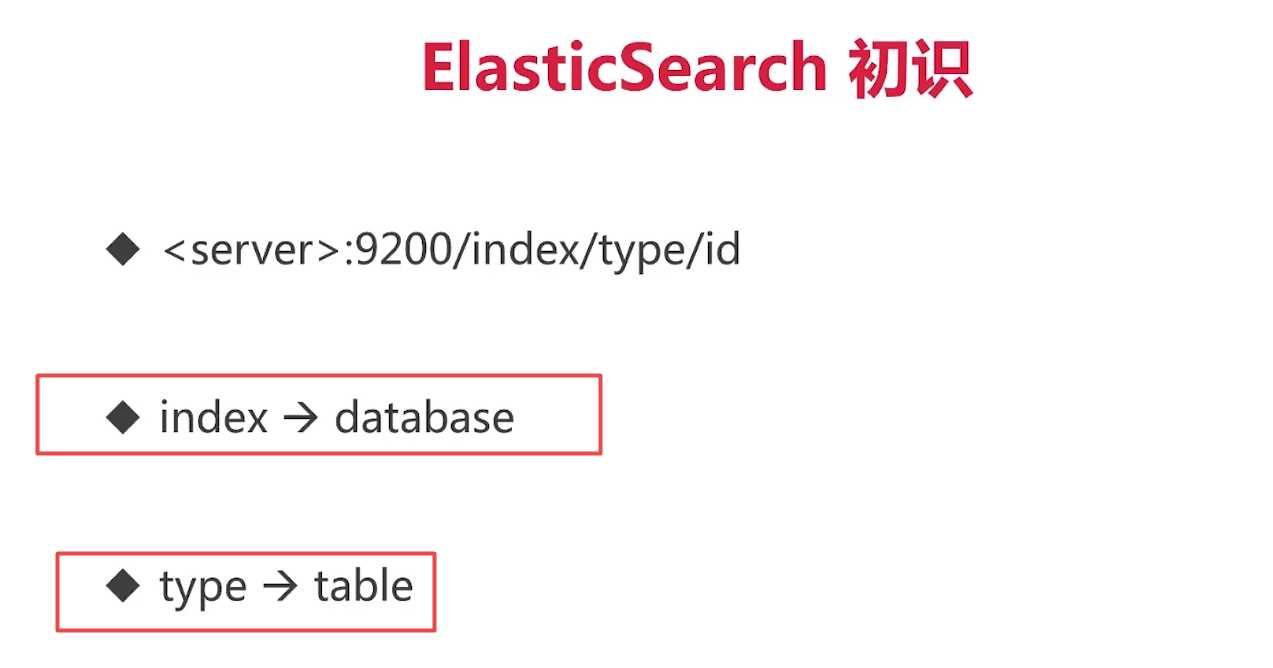 ElasticSearch 初识
◆ <server>:9200/index/type/id
◆ index → database
◆ type → table